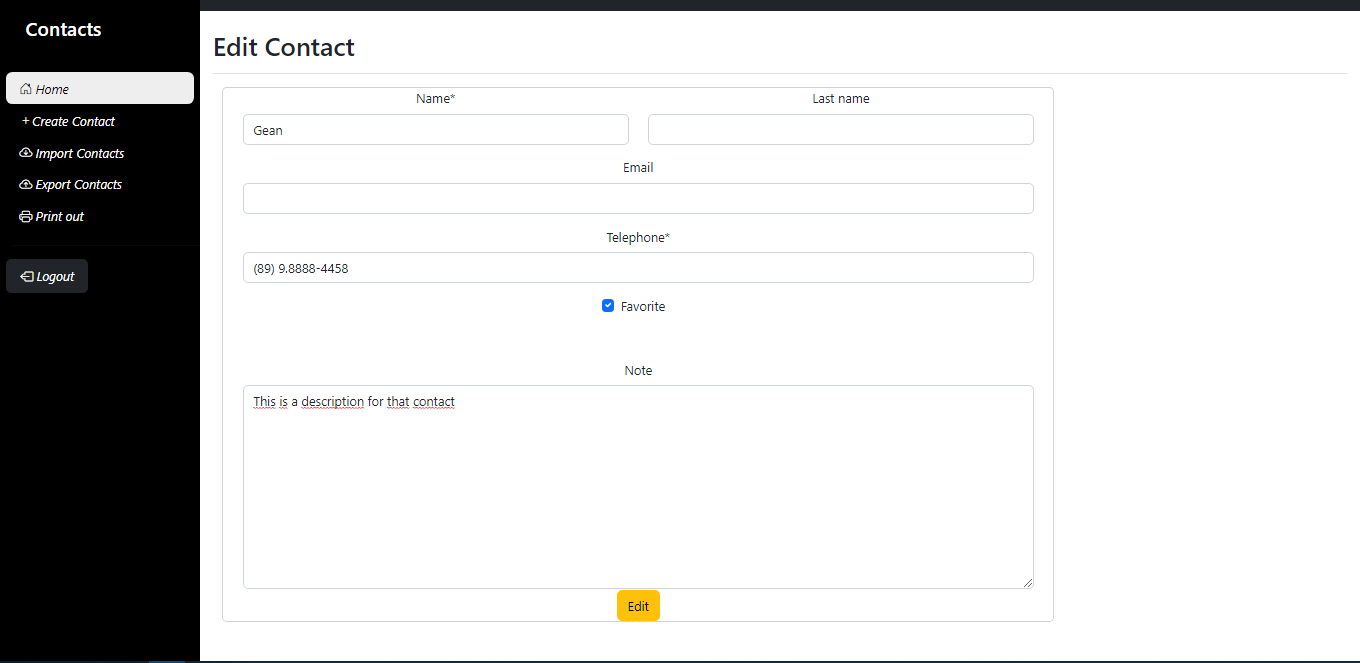 Contacts
Home
+ Create Contact
Import Contacts
Export Contacts
Print out
Logout
Edit Contact
Name* Last name
Gean
Email
Telephone*
(89) 9.8888-4458
Favorite
Note
This is a description for that contact
Edit